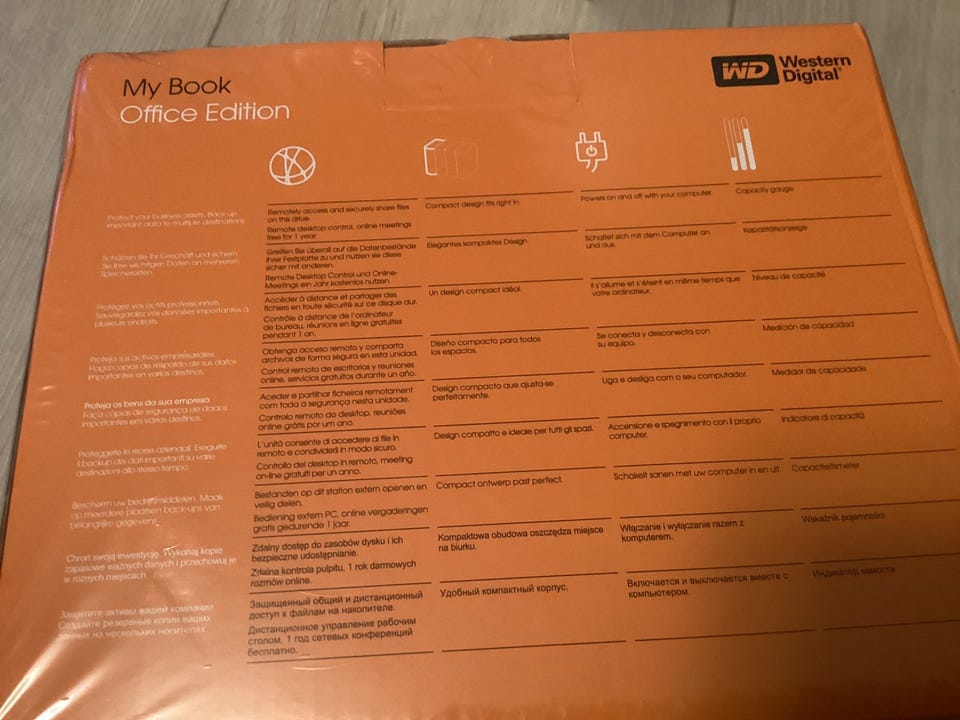 My Book
Office Edition
WD Western
Digital
Protect your business assets. Back up
important data to multiple destinations.
Remotely access and securely share files
on this drive.
Remote desktop control, online meetings
free for 1 year.
Compact design fits right in.
Powers on and off with your computer.
Capacity gauge
Schützen Sie Ihr Geschäft und sichern
Sie Ihre wichtigen Daten an mehreren
Speicherorten.
Greifen Sie überall auf die Datenbestände
Ihrer Festplatte zu und nutzen sie diese
sicher mit anderen.
Remote Desktop Control und Online-
Meetings ein Jahr kostenlos nutzen.
Elegantes kompaktes Design.
Schaltet sich mit dem Computer an
und aus.
Kapazitätsanzeige
Protégez vos actifs professionnels.
Sauvegardez vos données importantes à
plusieurs endroits.
Accéder à distance et partager des
fichiers en toute sécurité sur ce disque dur.
Contrôle à distance de l'ordinateur
de bureau, réunions en ligne gratuites
pendant 1 an.
Un design compact idéal.
Il s'allume et s'éteint en même temps que
votre ordinateur.
Niveau de capacité
Proteja sus activos empresariales.
Haga copias de respaldo de sus datos
importantes en varios destinos.
Obtenga acceso remoto y comparta
archivos de forma segura en esta unidad.
Control remoto de escritorios y reuniones
online, servicios gratuitos durante un año.
Diseño compacto para todos
los espacios.
Se conecta y desconecta con
su equipo.
Medición de capacidad
Proteja os bens da sua empresa.
Faça cópias de segurança de dados
importantes em vários destinos.
Aceder e partilhar ficheiros remotament
com toda a segurança nesta unidade.
Controlo remoto do desktop, reuniões
online grátis por um ano.
Design compacto que ajusta-se
perfeitamente.
Liga e desliga com o seu computador.
Medidor de capacidade
Proteggete le risorse aziendali. Eseguite
il backup dei dati importanti su varie
destinazioni allo stesso tempo.
L'unità consente di accedere ai file in
remoto e condividerli in modo sicuro.
Controllo del desktop in remoto, meeting
on-line gratuiti per un anno.
Design compatto e ideale per tutti gli spazi.
Accensione e spegnimento con il proprio
computer.
Indicatore di capacità
Bescherm uw bedrijfsmiddelen. Maak
op meerdere plaatsen back-ups van
belangrijke gegevens.
Bestanden op dit station extern openen en
veilig delen.
Bediening extern PC, online vergaderingen
gratis gedurende 1 jaar.
Compact ontwerp past perfect.
Schakelt samen met uw computer in en uit.
Capaciteitsmeter
Chroń swoją inwestycję. Wykonaj kopie
zapasowe ważnych danych i przechowuj je
w różnych miejscach.
Zdalny dostęp do zasobów dysku i ich
bezpieczne udostępnianie.
Zdalna kontrola pulpitu, 1 rok darmowych
rozmów online.
Kompaktowa obudowa oszczędza miejsce
na biurku.
Włączanie i wyłączanie razem z
komputerem.
Wskaźnik pojemności
Защитите активы вашей компании
Создайте резервные копии ваших
данных на нескольких носителях
Защищенный общий и дистанционный
доступ к файлам на накопителе.
Дистанционное управление рабочим
столом, 1 год сетевых конференций
бесплатно.
Удобный компактный корпус.
Включается и выключается вместе с
компьютером.
Индикатор емкости